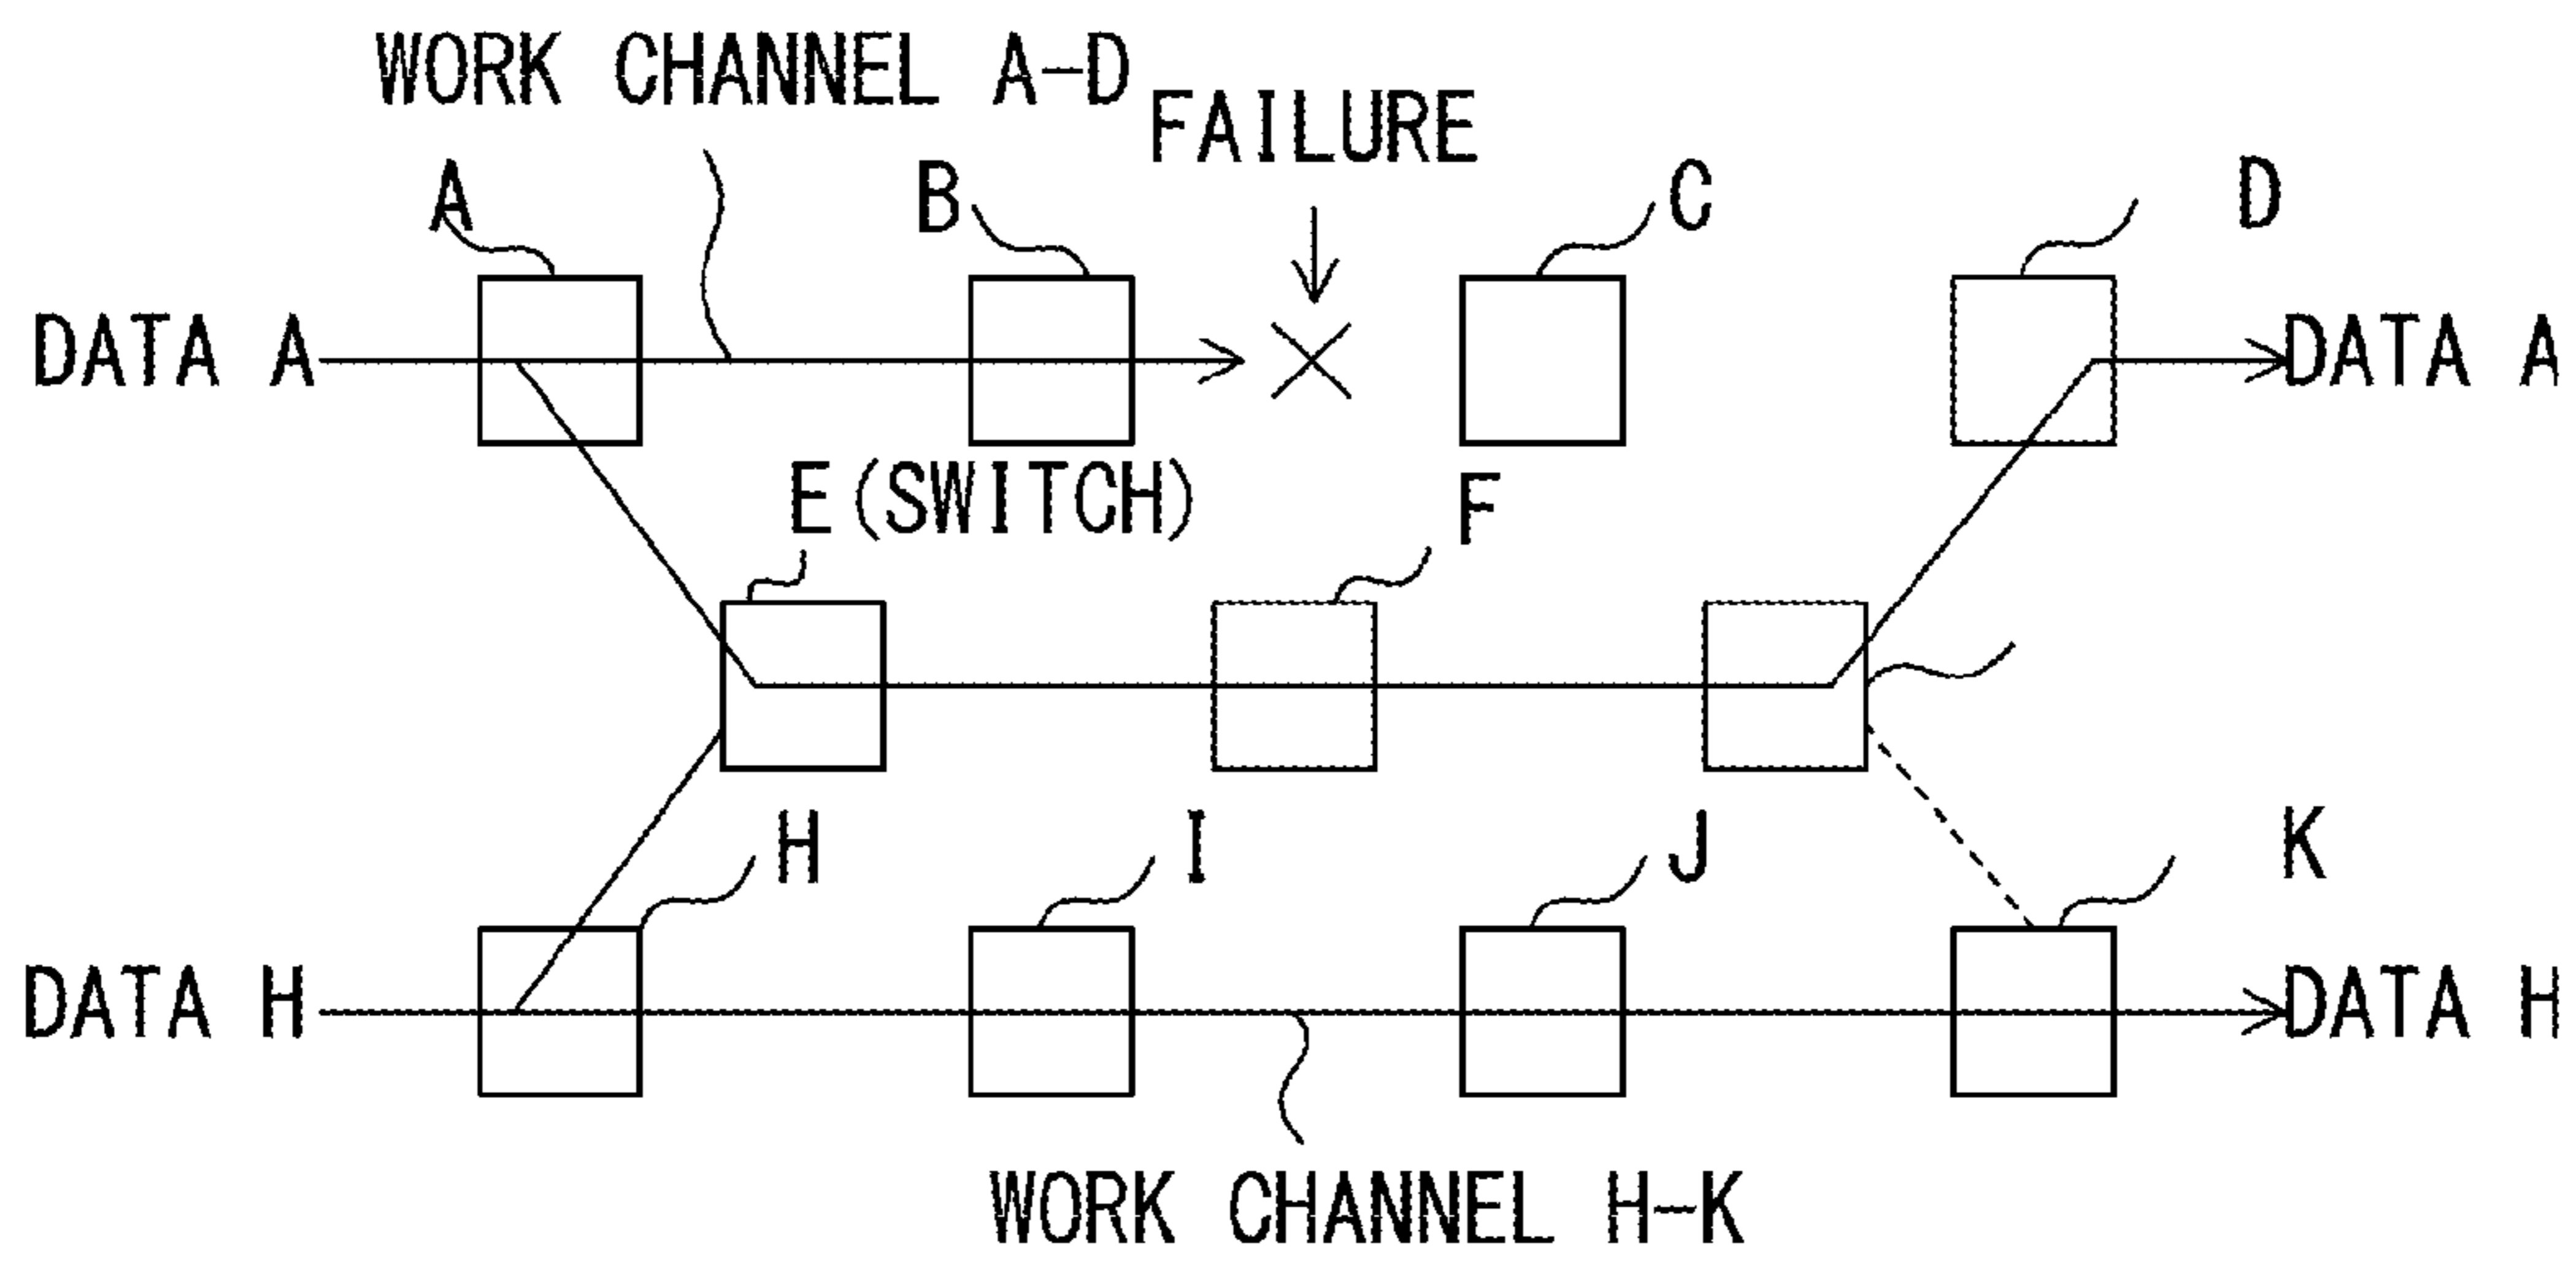 WORK CHANNEL A-D
FAILURE
A
B
C
D
DATA A
DATA A
E(SWITCH)
F
H
I
J
K
DATA H
DATA H
WORK CHANNEL H-K